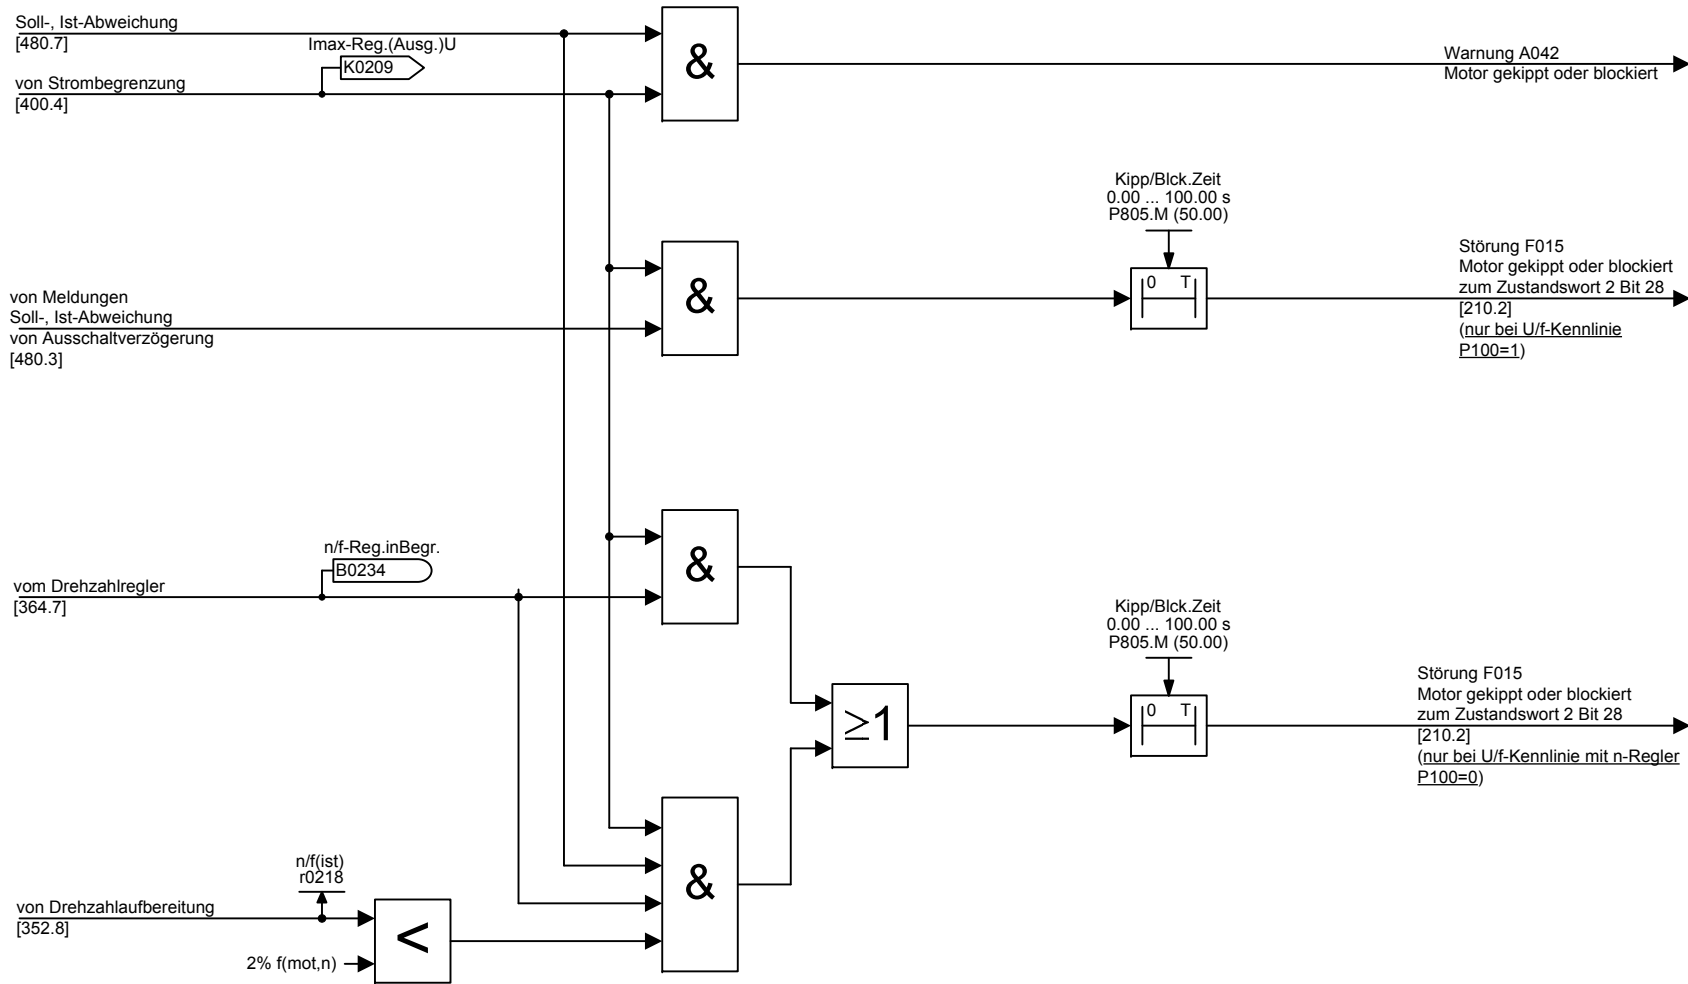 Soll-, Ist-Abweichung
[480.7]
Imax-Reg.(Ausg.)U
K0209
von Strombegrenzung
[400.4]
&
Warnung A042
Motor gekippt oder blockiert
Kipp/Blck.Zeit
0.00 ... 100.00 s
P805.M (50.00)
von Meldungen
Soll-, Ist-Abweichung
von Ausschaltverzögerung
[480.3]
&
0 T
Störung F015
Motor gekippt oder blockiert
zum Zustandswort 2 Bit 28
[210.2]
(nur bei U/f-Kennlinie
P100=1)
n/f-Reg.inBegr.
B0234
vom Drehzahlregler
[364.7]
&
Kipp/Blck.Zeit
0.00 ... 100.00 s
P805.M (50.00)
≥1
0 T
Störung F015
Motor gekippt oder blockiert
zum Zustandswort 2 Bit 28
[210.2]
(nur bei U/f-Kennlinie mit n-Regler
P100=0)
&
n/f(ist)
r0218
von Drehzahlaufbereitung
[352.8]
<
2% f(mot,n)